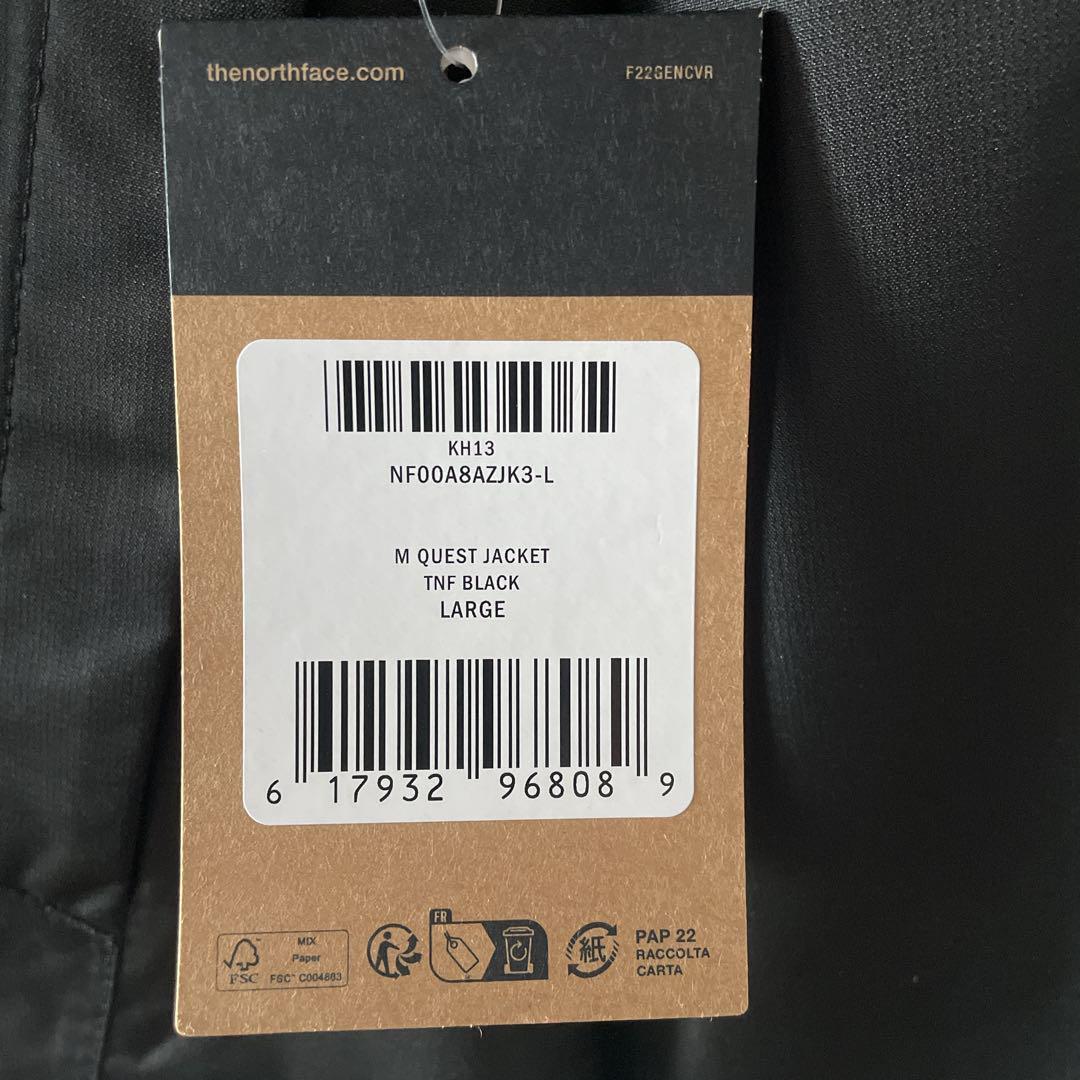 thenorthface.com
F22GENCVR
KH13
NF00A8AZJK3-L
M QUEST JACKET
TNF BLACK
LARGE
6 17932 96808 9
FR
MIX
Paper
FSC
FSC™ C004863
紙
PAP 22
RACCOLTA
CARTA